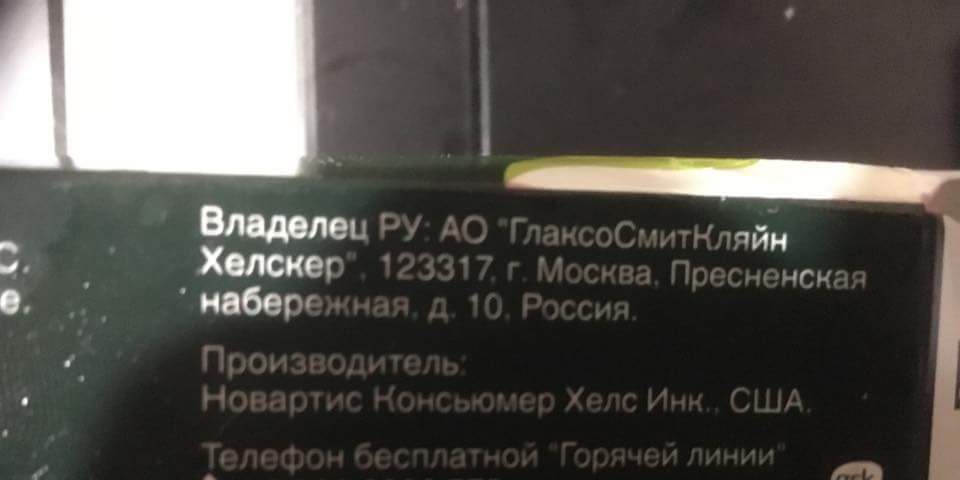 Владелец РУ: АО "ГлаксоСмитКляйн
С.
Хелскер", 123317, г. Москва, Пресненская
е.
набережная, д. 10, Россия.
Производитель:
Новартис Консьюмер Хелс Инк., США.
Телефон бесплатной "Горячей линии"
gsk